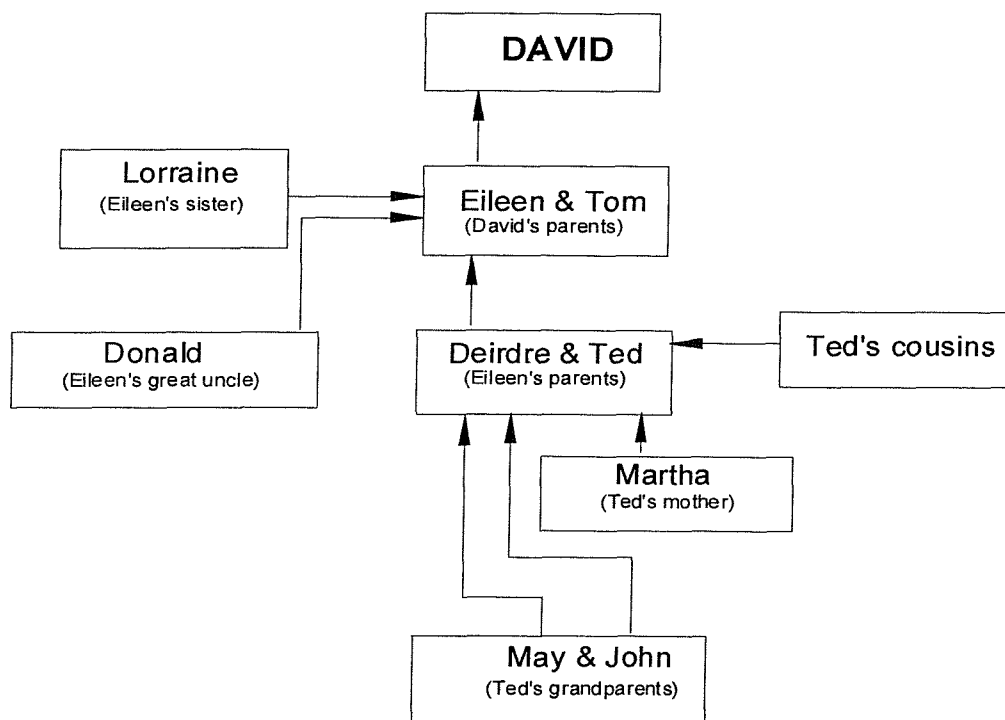 DAVID
Lorraine
(Eileen's sister)
Eileen & Tom
(David's parents)
Donald
(Eileen's great uncle)
Deirdre & Ted
(Eileen's parents)
Ted's cousins
Martha
(Ted's mother)
May & John
(Ted's grandparents)